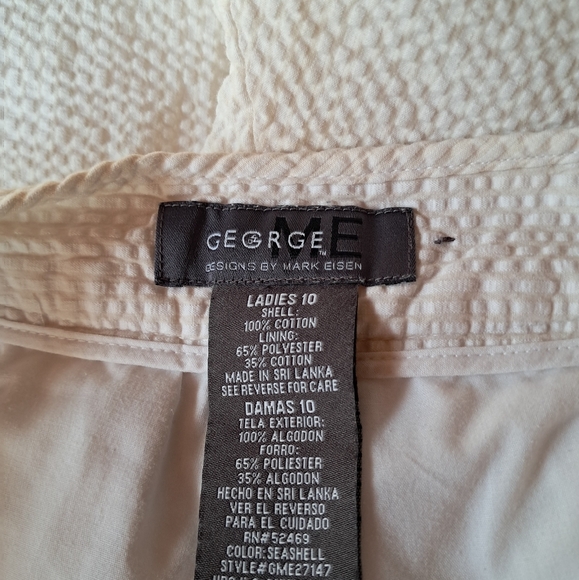 GEORGE ME™
DESIGNS BY MARK EISEN
LADIES 10
SHELL:
100% COTTON
LINING:
65% POLYESTER
35% COTTON
MADE IN SRI LANKA
SEE REVERSE FOR CARE
DAMAS 10
TELA EXTERIOR:
100% ALGODON
FORRO:
65% POLIESTER
35% ALGODON
HECHO EN SRI LANKA
VER EL REVERSO
PARA EL CUIDADO
RN#52469
COLOR:SEASHELL
STYLE#GME27147